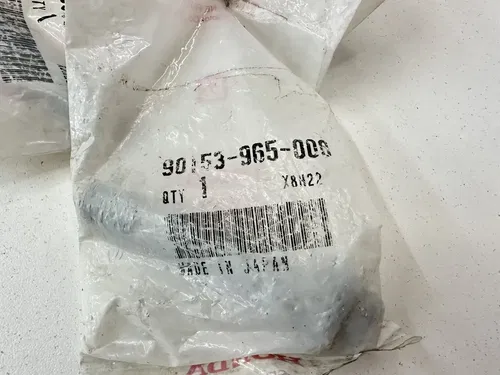 90153-965-000
QTY 1 X8H22
MADE IN JAPAN